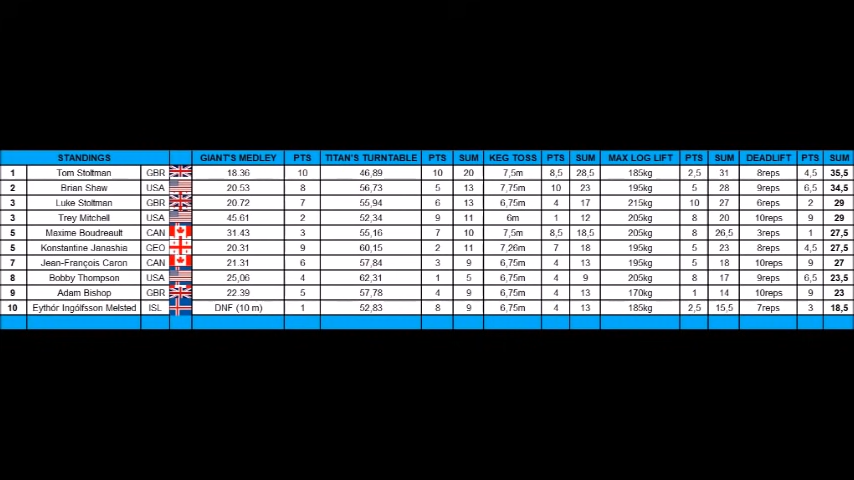 STANDINGS GIANT'S MEDLEY PTS TITAN'S TURNTABLE PTS SUM KEG TOSS PTS SUM MAX LOG LIFT PTS SUM DEADLIFT PTS SUM
1 Tom Stoltman GBR 18.36 10 46,89 10 20 7,5m 8,5 28,5 185kg 2,5 31 8reps 4,5 35,5
2 Brian Shaw USA 20.53 8 56,73 5 13 7,75m 10 23 195kg 5 28 9reps 6,5 34,5
3 Luke Stoltman GBR 20.72 7 55,94 6 13 6,75m 4 17 215kg 10 27 6reps 2 29
3 Trey Mitchell USA 45.61 2 52,34 9 11 6m 1 12 205kg 8 20 10reps 9 29
5 Maxime Boudreault CAN 31.43 3 55,16 7 10 7,5m 8,5 18,5 205kg 8 26,5 3reps 1 27,5
5 Konstantine Janashia GEO 20.31 9 60,15 2 11 7,26m 7 18 195kg 5 23 8reps 4,5 27,5
7 Jean-François Caron CAN 21.31 6 57,84 3 9 6,75m 4 13 195kg 5 18 10reps 9 27
8 Bobby Thompson USA 25,06 4 62,31 1 5 6,75m 4 9 205kg 8 17 9reps 6,5 23,5
9 Adam Bishop GBR 22.39 5 57,78 4 9 6,75m 4 13 170kg 1 14 10reps 9 23
10 Eythór Ingólfsson Melsted ISL DNF (10 m) 1 52,83 8 9 6,75m 4 13 185kg 2,5 15,5 7reps 3 18,5